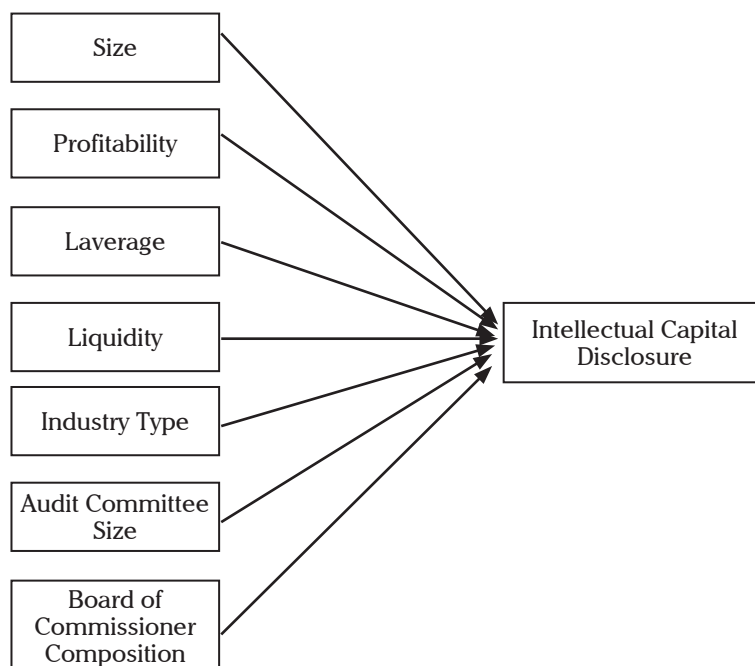 Size
Profitability
Laverage
Liquidity
Intellectual Capital
Disclosure
Industry Type
Audit Committee
Size
Board of
Commissioner
Composition